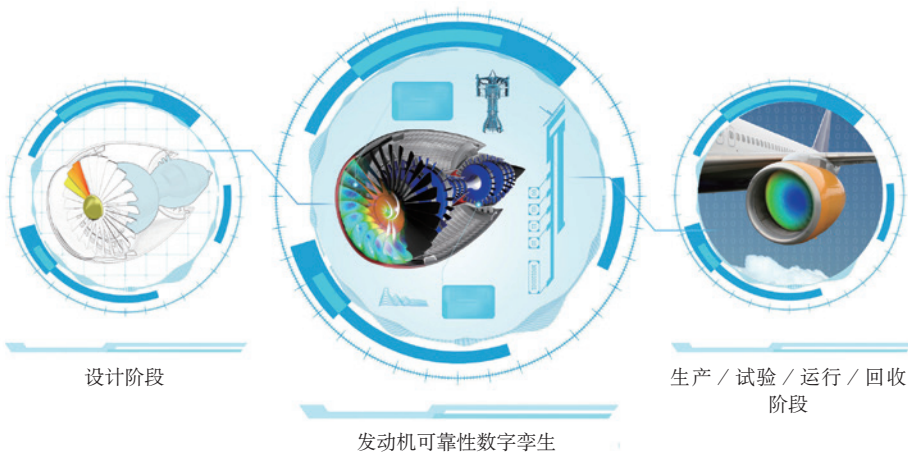 设计阶段
生产 / 试验 / 运行 / 回收
阶段
发动机可靠性数字孪生